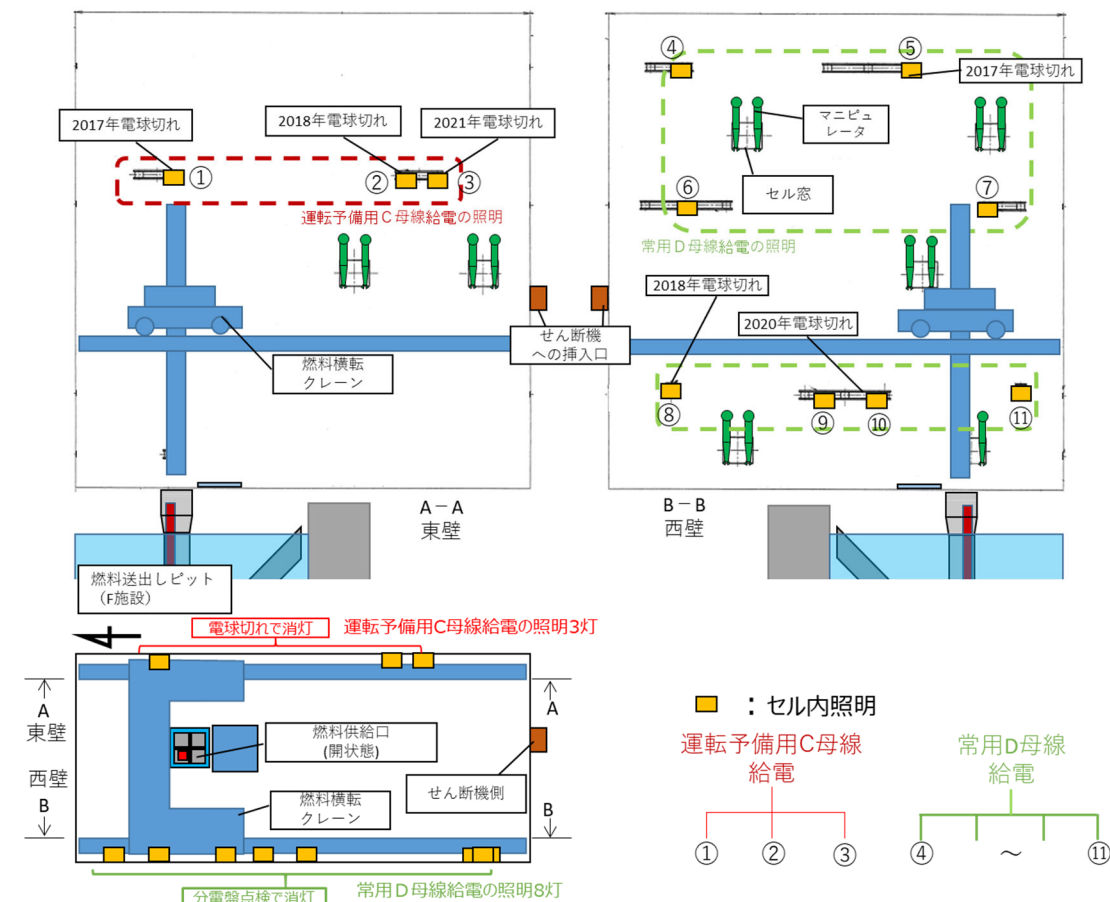 ④
⑤
2017年電球切れ
2017年電球切れ
2018年電球切れ
2021年電球切れ
マニピュ
レータ
①
②
③
セル窓
⑥
⑦
運転予備用C母線給電の照明
常用D母線給電の照明
2018年電球切れ
2020年電球切れ
せん断機
への挿入口
燃料横転
クレーン
⑧
⑨
⑩
⑪
A－A
東壁
B－B
西壁
燃料送出しピット
（F施設）
電球切れで消灯
運転予備用C母線給電の照明3灯
A
東壁
西壁
B
A
B
燃料供給口
(開状態)
せん断機側
燃料横転
クレーン
分電盤点検で消灯
常用D母線給電の照明8灯
：セル内照明
運転予備用C母線
給電
①
②
③
常用D母線
給電
④
～
⑪